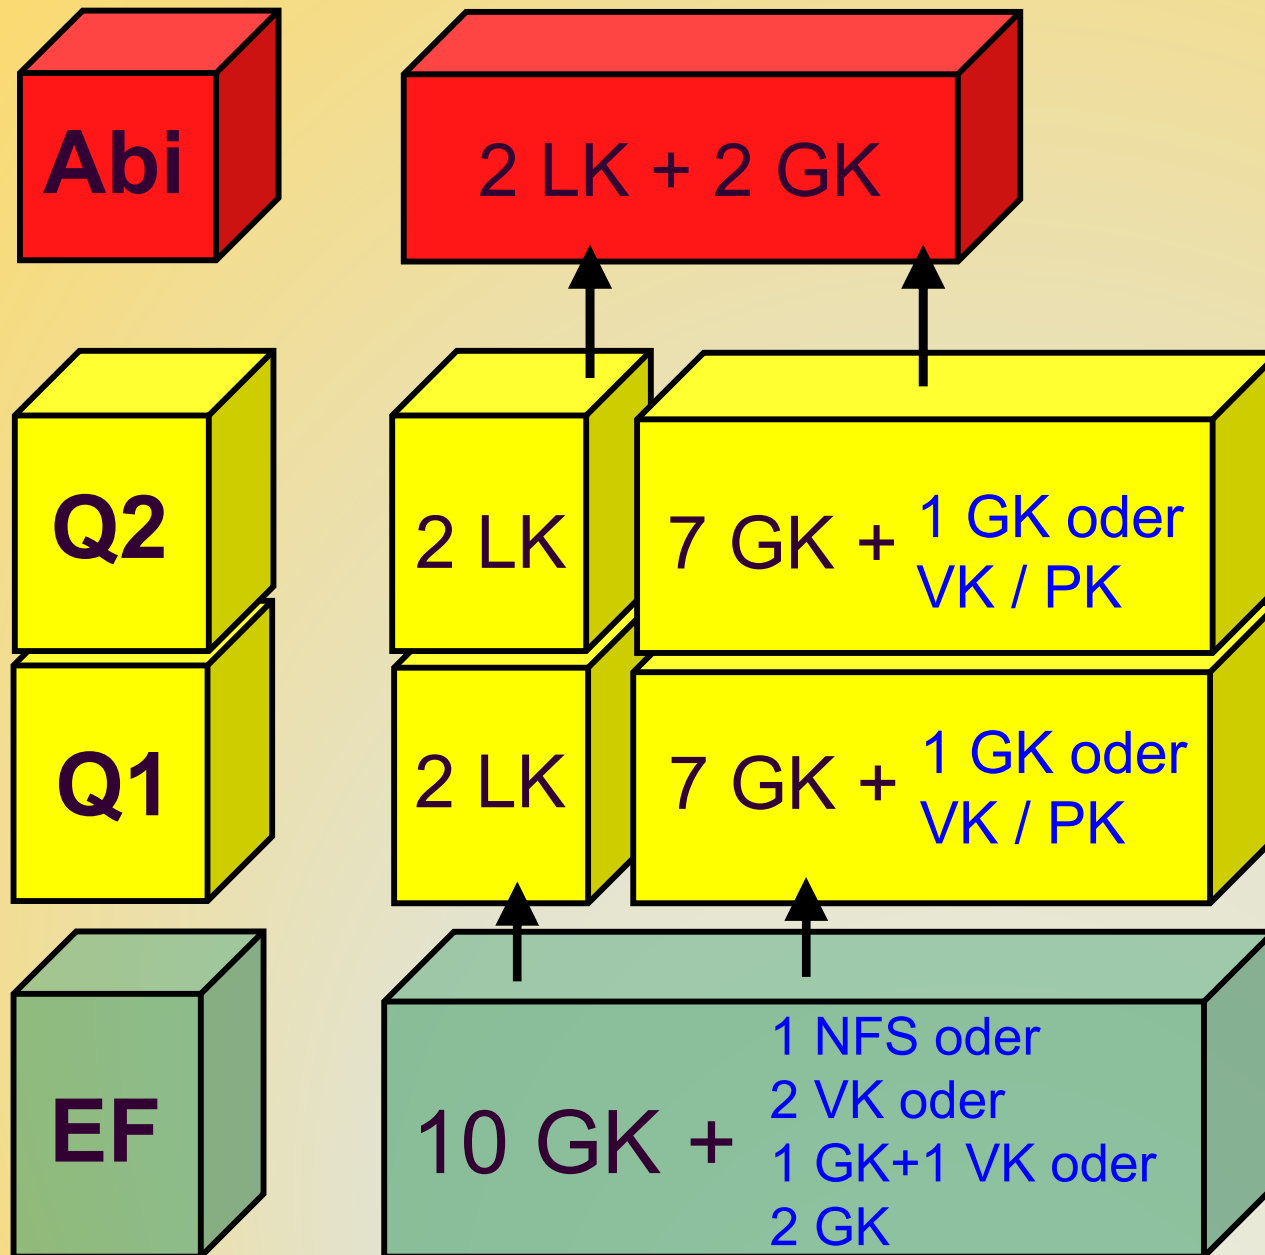 Abi
2 LK + 2 GK
Q2
2 LK
7 GK +
1 GK oder
VK / PK
Q1
2 LK
7 GK +
1 GK oder
VK / PK
EF
10 GK +
1 NFS oder
2 VK oder
1 GK+1 VK oder
2 GK